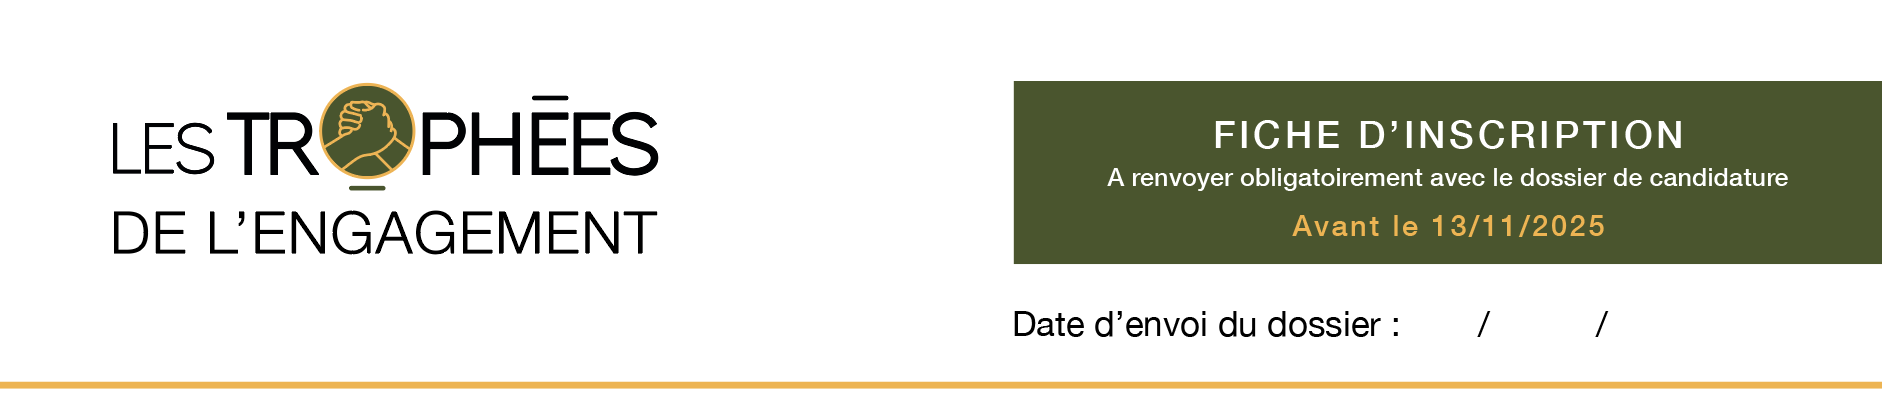 LES TROPHÉES
DE L’ENGAGEMENT
FICHE D’INSCRIPTION
A renvoyer obligatoirement avec le dossier de candidature
Avant le 13/11/2025
Date d’envoi du dossier : / /